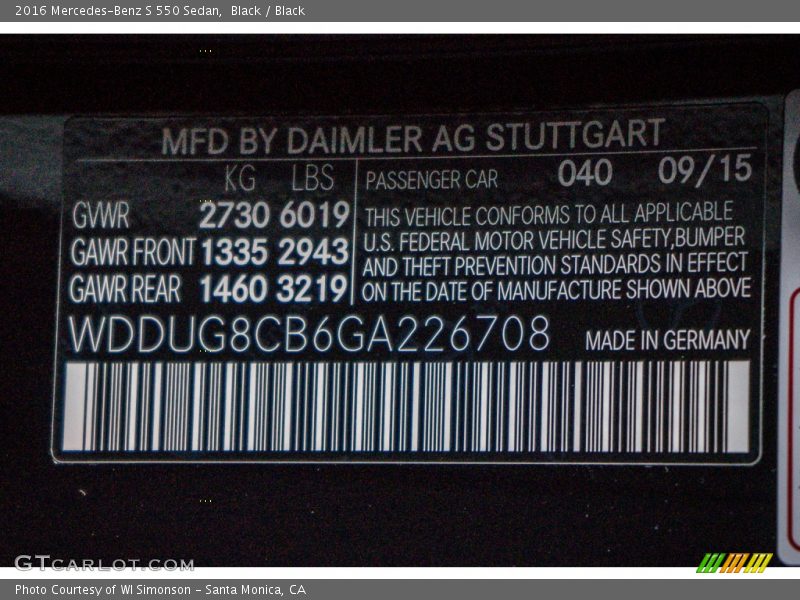 2016 Mercedes-Benz S 550 Sedan,  Black / Black
MFD BY DAIMLER AG STUTTGART
KG LBS
GVWR 2730 6019
GAWR FRONT 1335 2943
GAWR REAR 1460 3219
PASSENGER CAR 040 09/15
THIS VEHICLE CONFORMS TO ALL APPLICABLE
U.S. FEDERAL MOTOR VEHICLE SAFETY,BUMPER
AND THEFT PREVENTION STANDARDS IN EFFECT
ON THE DATE OF MANUFACTURE SHOWN ABOVE
WDDUG8CB6GA226708 MADE IN GERMANY
GTCARLOT.COM
Photo Courtesy of WI Simonson - Santa Monica, CA